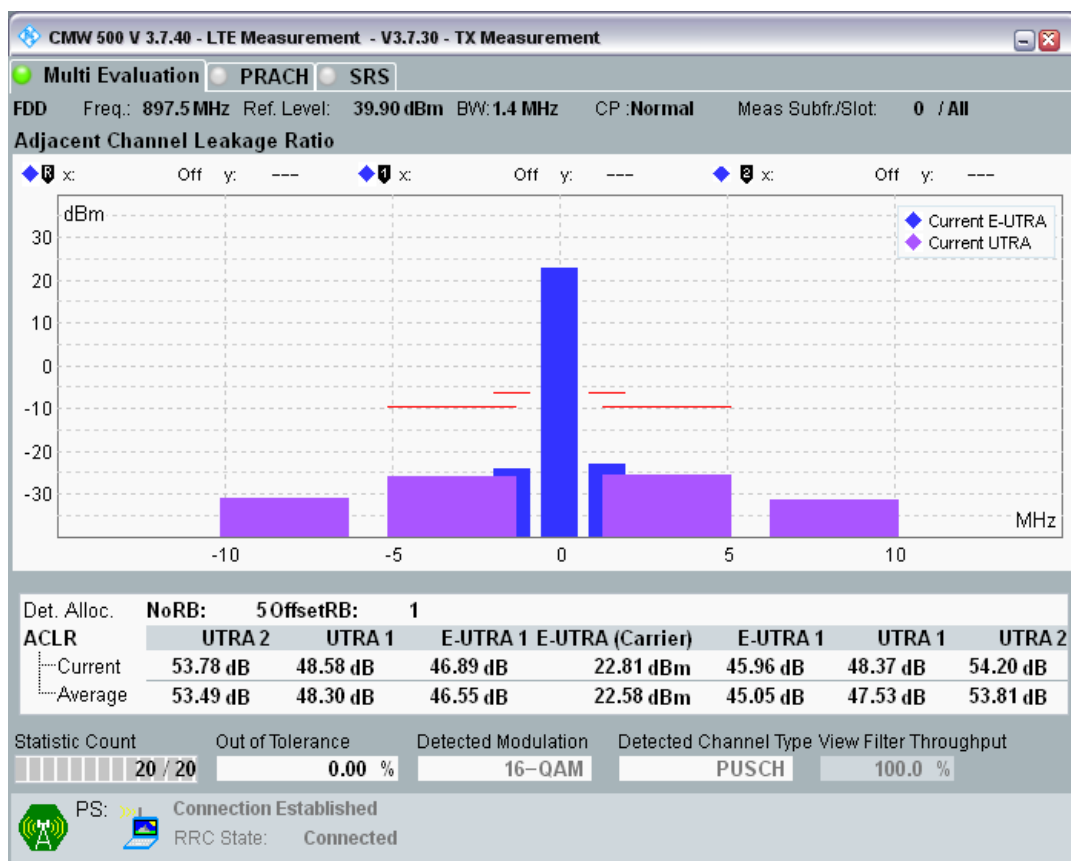 CMW 500 V 3.7.40 - LTE Measurement - V3.7.30 - TX Measurement
Multi Evaluation PRACH SRS
FDD Freq.: 897.5 MHz Ref. Level: 39.90 dBm BW: 1.4 MHz CP :Normal Meas Subfr./Slot: 0 / All
Adjacent Channel Leakage Ratio
R x: Off y: --- 1 x: Off y: --- 2 x: Off y: ---
dBm
Current E-UTRA
Current UTRA
30
20
10
0
-10
-20
-30
MHz
-10 -5 0 5 10
Det. Alloc. NoRB: 5 OffsetRB: 1
ACLR UTRA 2 UTRA 1 E-UTRA 1 E-UTRA (Carrier) E-UTRA 1 UTRA 1 UTRA 2
Current 53.78 dB 48.58 dB 46.89 dB 22.81 dBm 45.96 dB 48.37 dB 54.20 dB
Average 53.49 dB 48.30 dB 46.55 dB 22.58 dBm 45.05 dB 47.53 dB 53.81 dB
Statistic Count Out of Tolerance Detected Modulation Detected Channel Type View Filter Throughput
20 / 20 0.00 % 16-QAM PUSCH 100.0 %
PS: Connection Established
RRC State: Connected